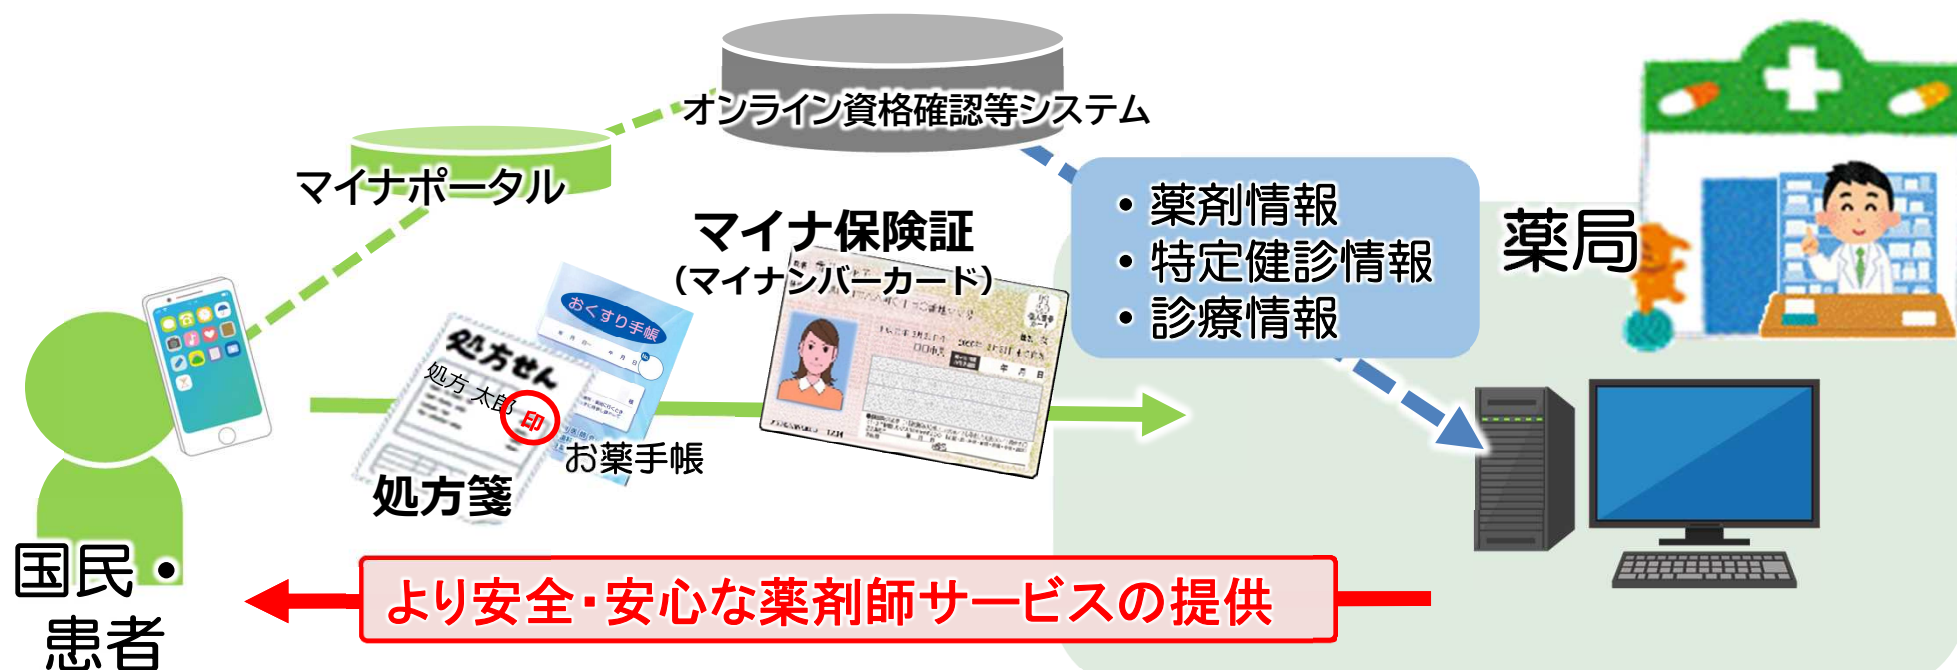 オンライン資格確認等システム
マイナポータル
マイナ保険証
（マイナンバーカード）
・薬剤情報
・特定健診情報
・診療情報
薬局
おくすり手帳
処方せん
処方 太郎
印
お薬手帳
処方箋
年 月 日
1234
国民・
患者
より安全・安心な薬剤師サービスの提供